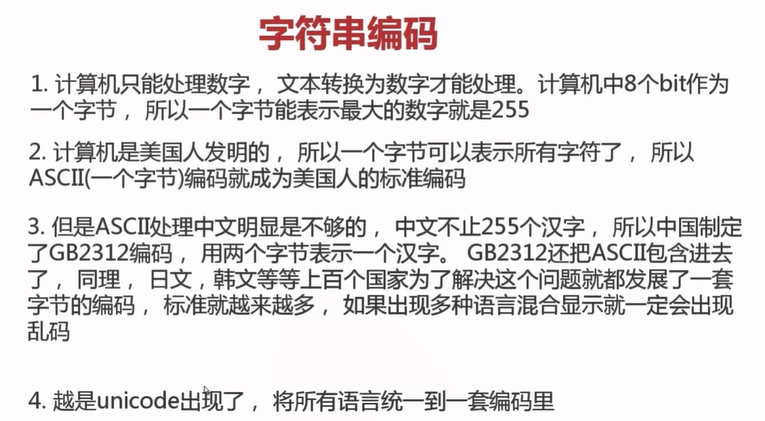 字符串编码
1. 计算机只能处理数字， 文本转换为数字才能处理。计算机中8个bit作为
一个字节， 所以一个字节能表示最大的数字就是255
2. 计算机是美国人发明的， 所以一个字节可以表示所有字符了， 所以
ASCII(一个字节)编码就成为美国人的标准编码
3. 但是ASCII处理中文明显是不够的， 中文不止255个汉字， 所以中国制定
了GB2312编码， 用两个字节表示一个汉字。 GB2312还把ASCII包含进去
了， 同理， 日文，韩文等等上百个国家为了解决这个问题就都发展了一套
字节的编码， 标准就越来越多， 如果出现多种语言混合显示就一定会出现
乱码
4. 越是unicode出现了， 将所有语言统一到一套编码里